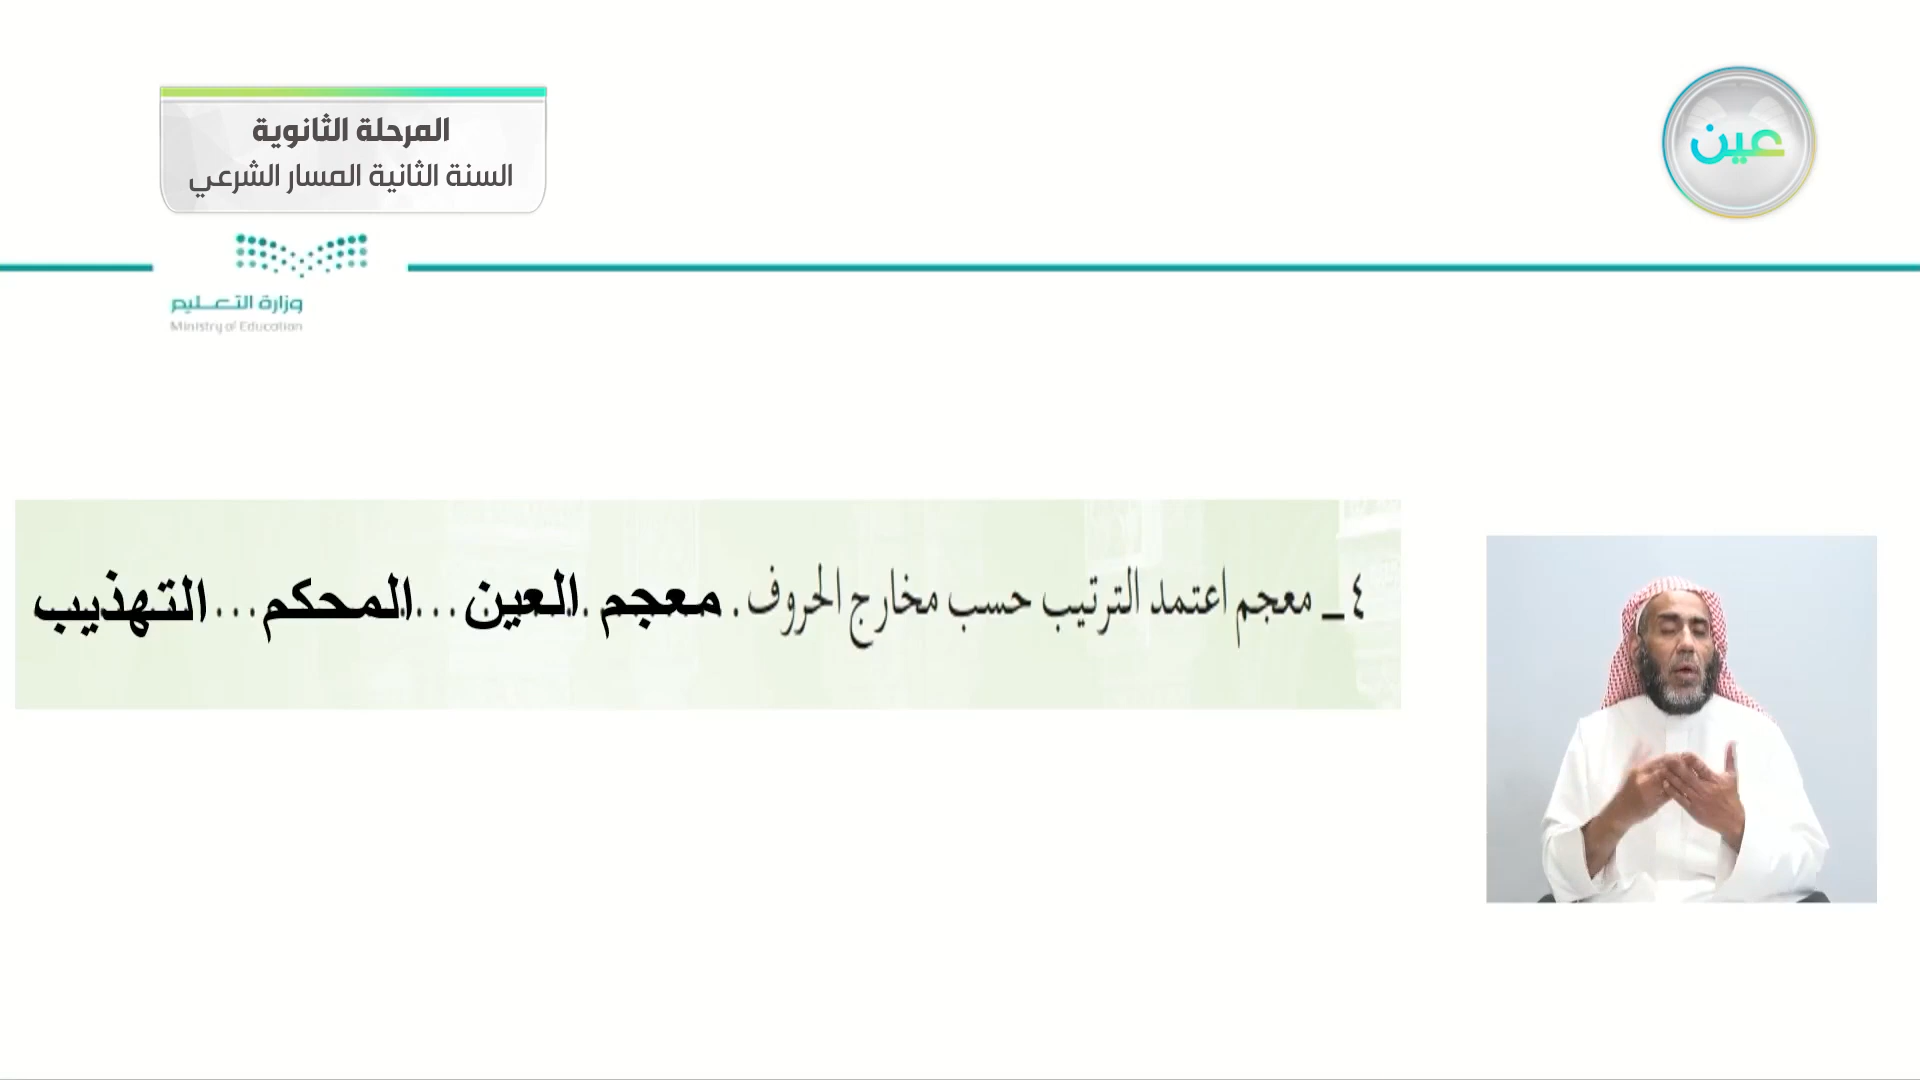 المرحلة الثانوية
السنة الثانية المسار الشرعي
عين
وزارة التعليم
Ministry of Education
٤ـ معجم اعتمد الترتيب حسب مخارج الحروف . معجم . العين ... المحكم ... التهذيب